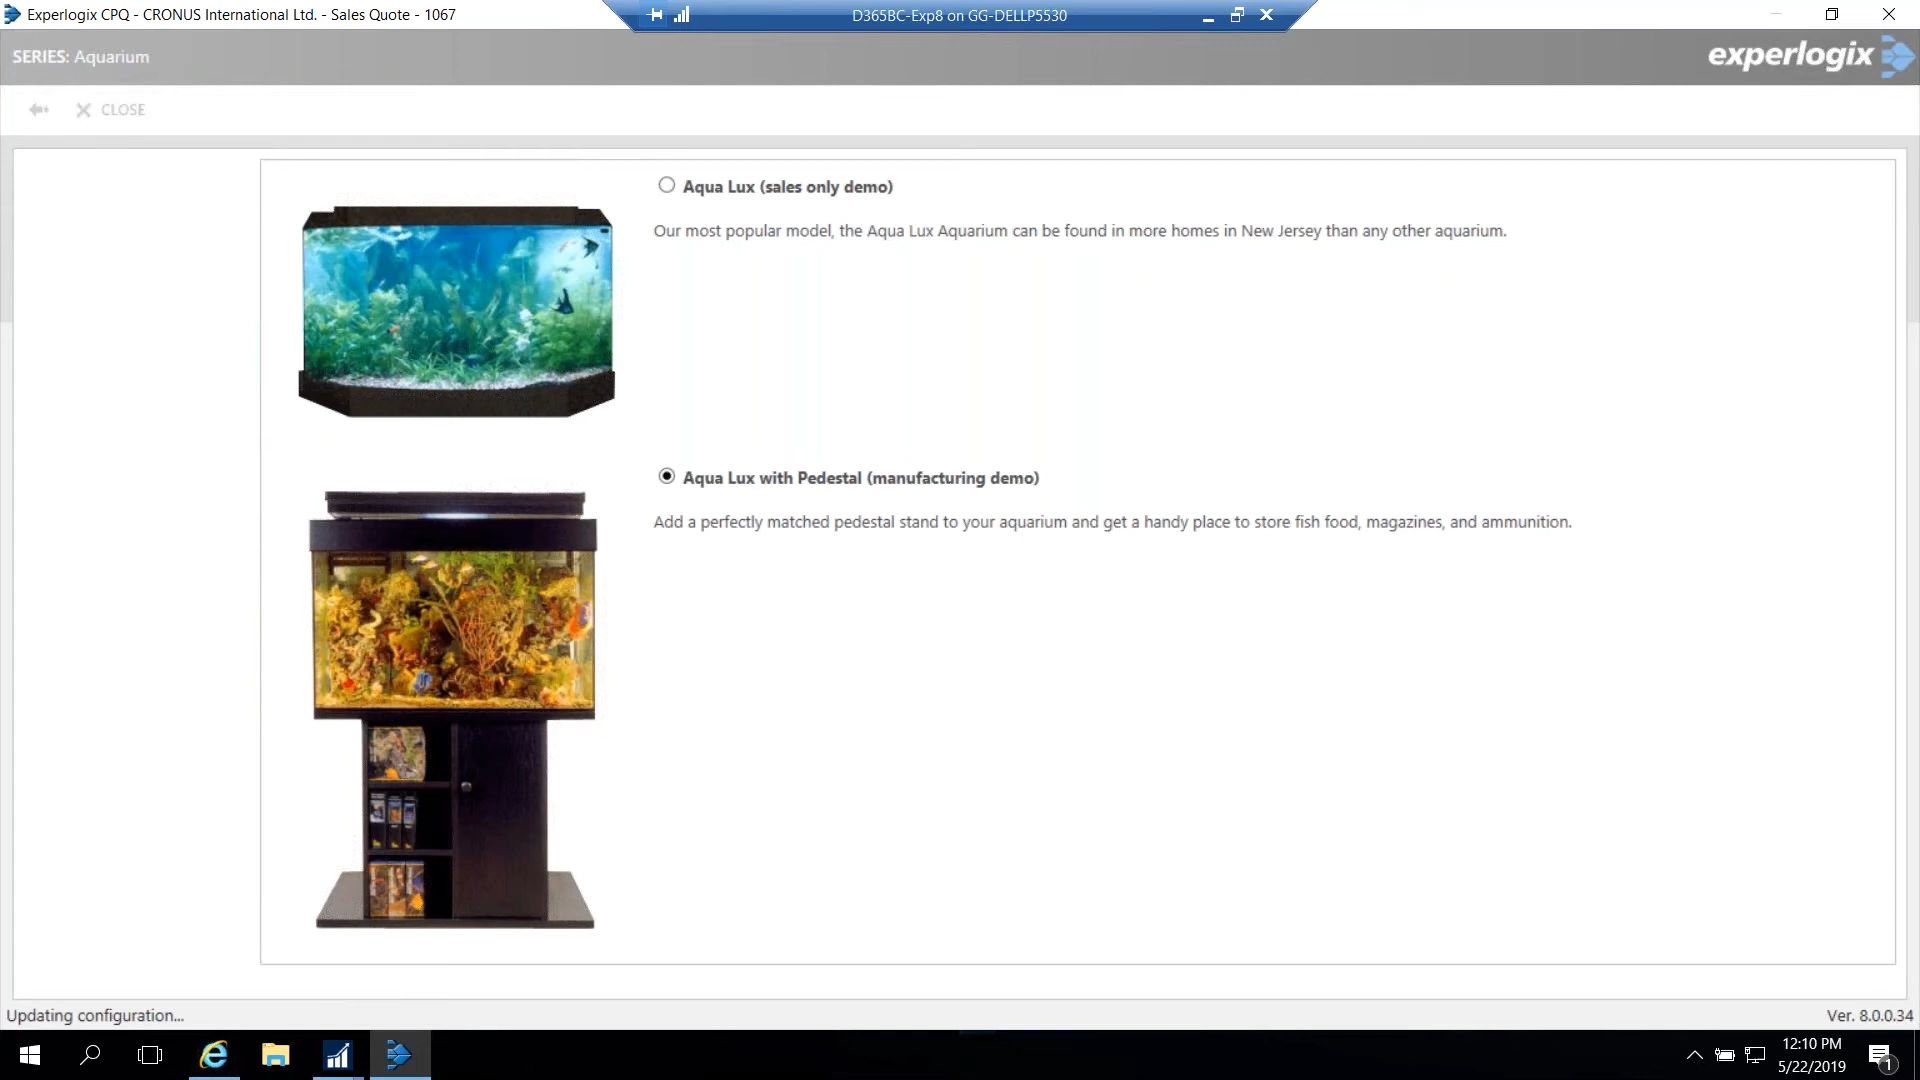 Experlogix CPQ - CRONUS International Ltd. - Sales Quote - 1067
D365BC-Exp8 on GG-DELLP5530
SERIES: Aquarium
experlogix
CLOSE
Aqua Lux (sales only demo)
Our most popular model, the Aqua Lux Aquarium can be found in more homes in New Jersey than any other aquarium.
Aqua Lux with Pedestal (manufacturing demo)
Add a perfectly matched pedestal stand to your aquarium and get a handy place to store fish food, magazines, and ammunition.
Updating configuration...
Ver. 8.0.0.34
12:10 PM
5/22/2019
1